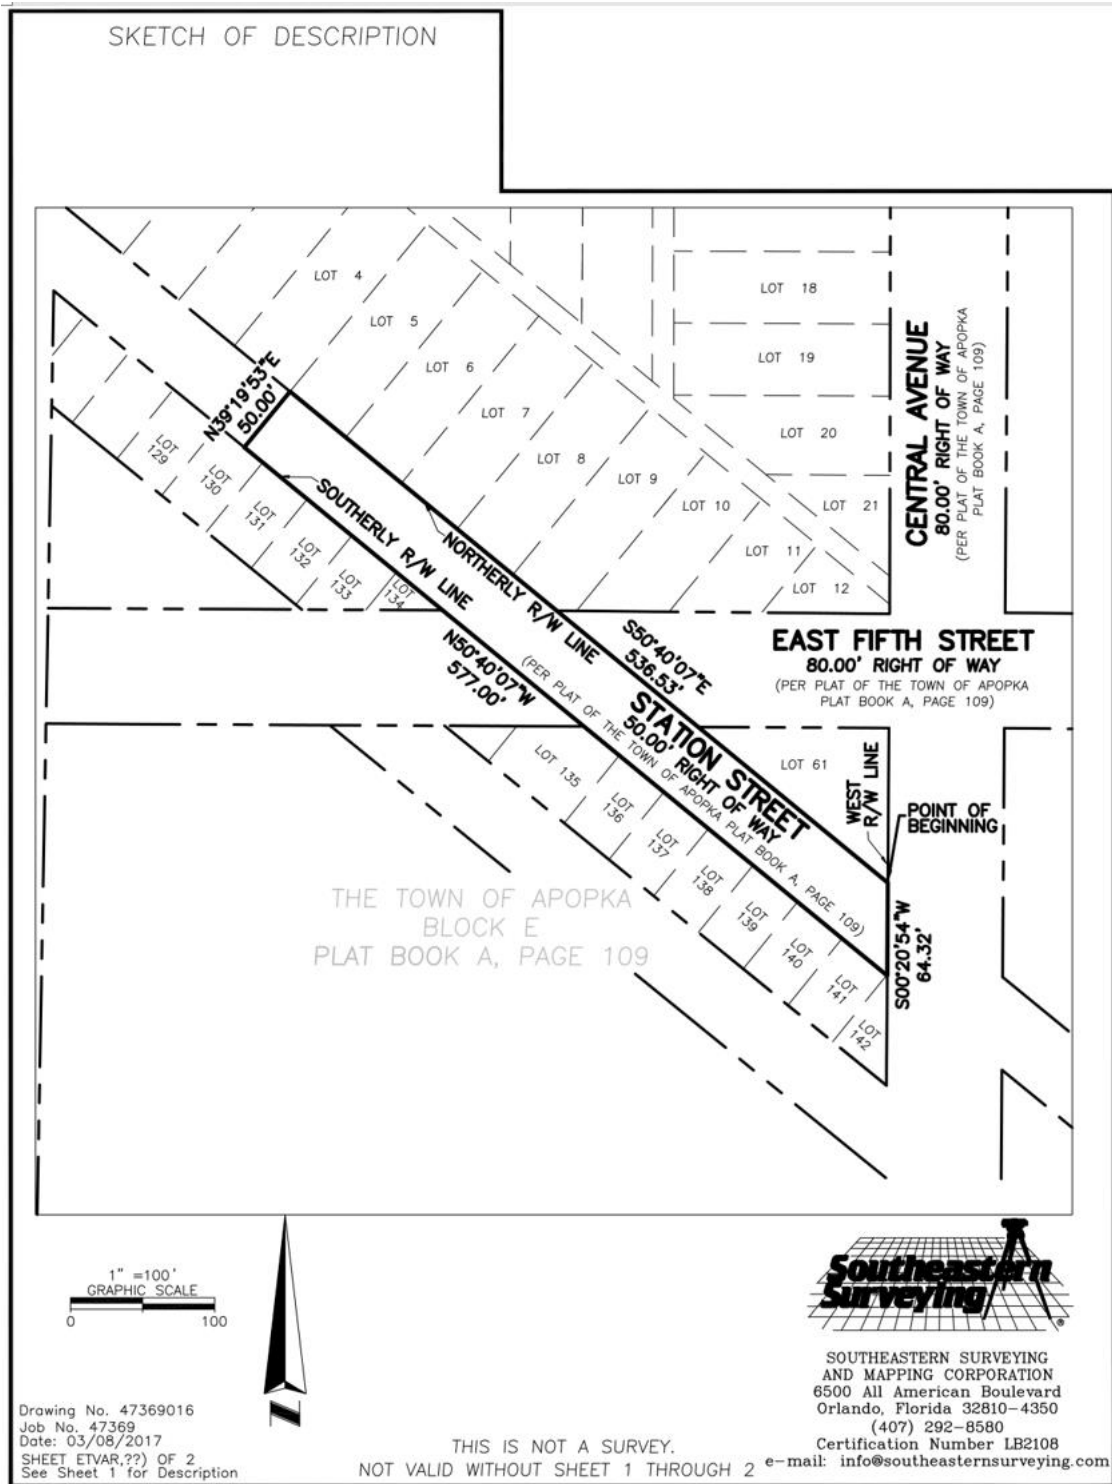 SKETCH OF DESCRIPTION
LOT 4
LOT 5
LOT 6
LOT 7
LOT 8
LOT 9
LOT 10
LOT 11
LOT 12
LOT 18
LOT 19
LOT 20
LOT 21
CENTRAL AVENUE
80.00' RIGHT OF WAY
(PER PLAT OF THE TOWN OF APOPKA
PLAT BOOK A, PAGE 109)
N39°19'53"E
50.00'
LOT
129
LOT
130
LOT
131
LOT
132
LOT
133
LOT
134
SOUTHERLY R/W LINE
NORTHERLY R/W LINE
EAST FIFTH STREET
80.00' RIGHT OF WAY
(PER PLAT OF THE TOWN OF APOPKA
PLAT BOOK A, PAGE 109)
S50°40'07"E
536.53'
N50°40'07"W
577.00'
STATION STREET
50.00' RIGHT OF WAY
(PER PLAT OF THE TOWN OF APOPKA PLAT BOOK A, PAGE 109)
LOT 61
WEST
R/W LINE
POINT OF
BEGINNING
S00°20'54"W
64.32'
LOT 135
LOT
136
LOT
137
LOT
138
LOT
139
LOT
140
LOT
141
LOT
142
THE TOWN OF APOPKA
BLOCK E
PLAT BOOK A, PAGE 109
1" =100'
GRAPHIC SCALE
0 100
N
Southeastern
Surveying
®
SOUTHEASTERN SURVEYING
AND MAPPING CORPORATION
6500 All American Boulevard
Orlando, Florida 32810-4350
(407) 292-8580
Certification Number LB2108
e-mail: info@southeasternsurveying.com
Drawing No. 47369016
Job No. 47369
Date: 03/08/2017
SHEET ETVAR,??) OF 2
See Sheet 1 for Description
THIS IS NOT A SURVEY.
NOT VALID WITHOUT SHEET 1 THROUGH 2